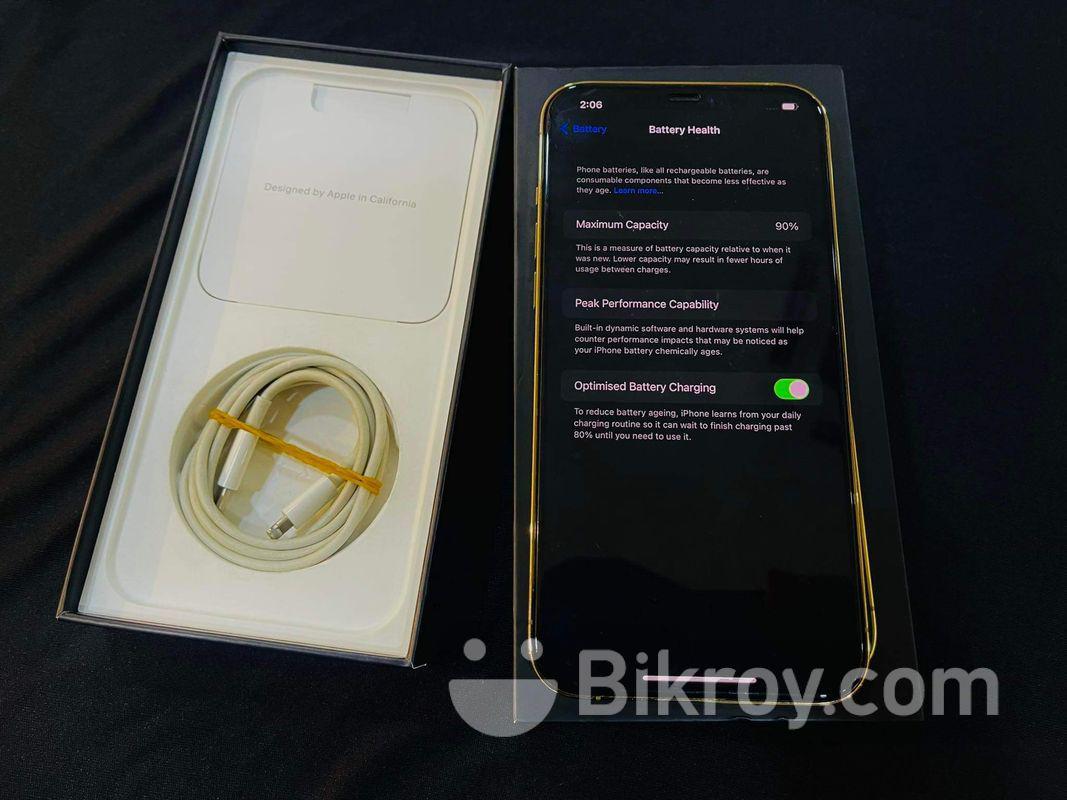 Designed by Apple in California
2:06
Battery
Battery Health
Phone batteries, like all rechargeable batteries, are
consumable components that become less effective as
they age. Learn more...
Maximum Capacity 90%
This is a measure of battery capacity relative to when it
was new. Lower capacity may result in fewer hours of
usage between charges.
Peak Performance Capability
Built-in dynamic software and hardware systems will help
counter performance impacts that may be noticed as
your iPhone battery chemically ages.
Optimised Battery Charging
To reduce battery ageing, iPhone learns from your daily
charging routine so it can wait to finish charging past
80% until you need to use it.
Bikroy.com